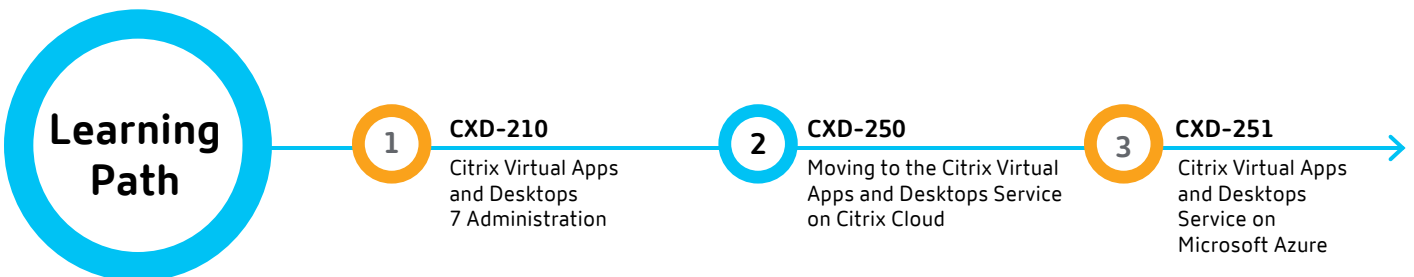 Learning
Path
1
CXD-210
Citrix Virtual Apps
and Desktops
7 Administration
2
CXD-250
Moving to the Citrix Virtual
Apps and Desktops Service
on Citrix Cloud
3
CXD-251
Citrix Virtual Apps
and Desktops
Service on
Microsoft Azure